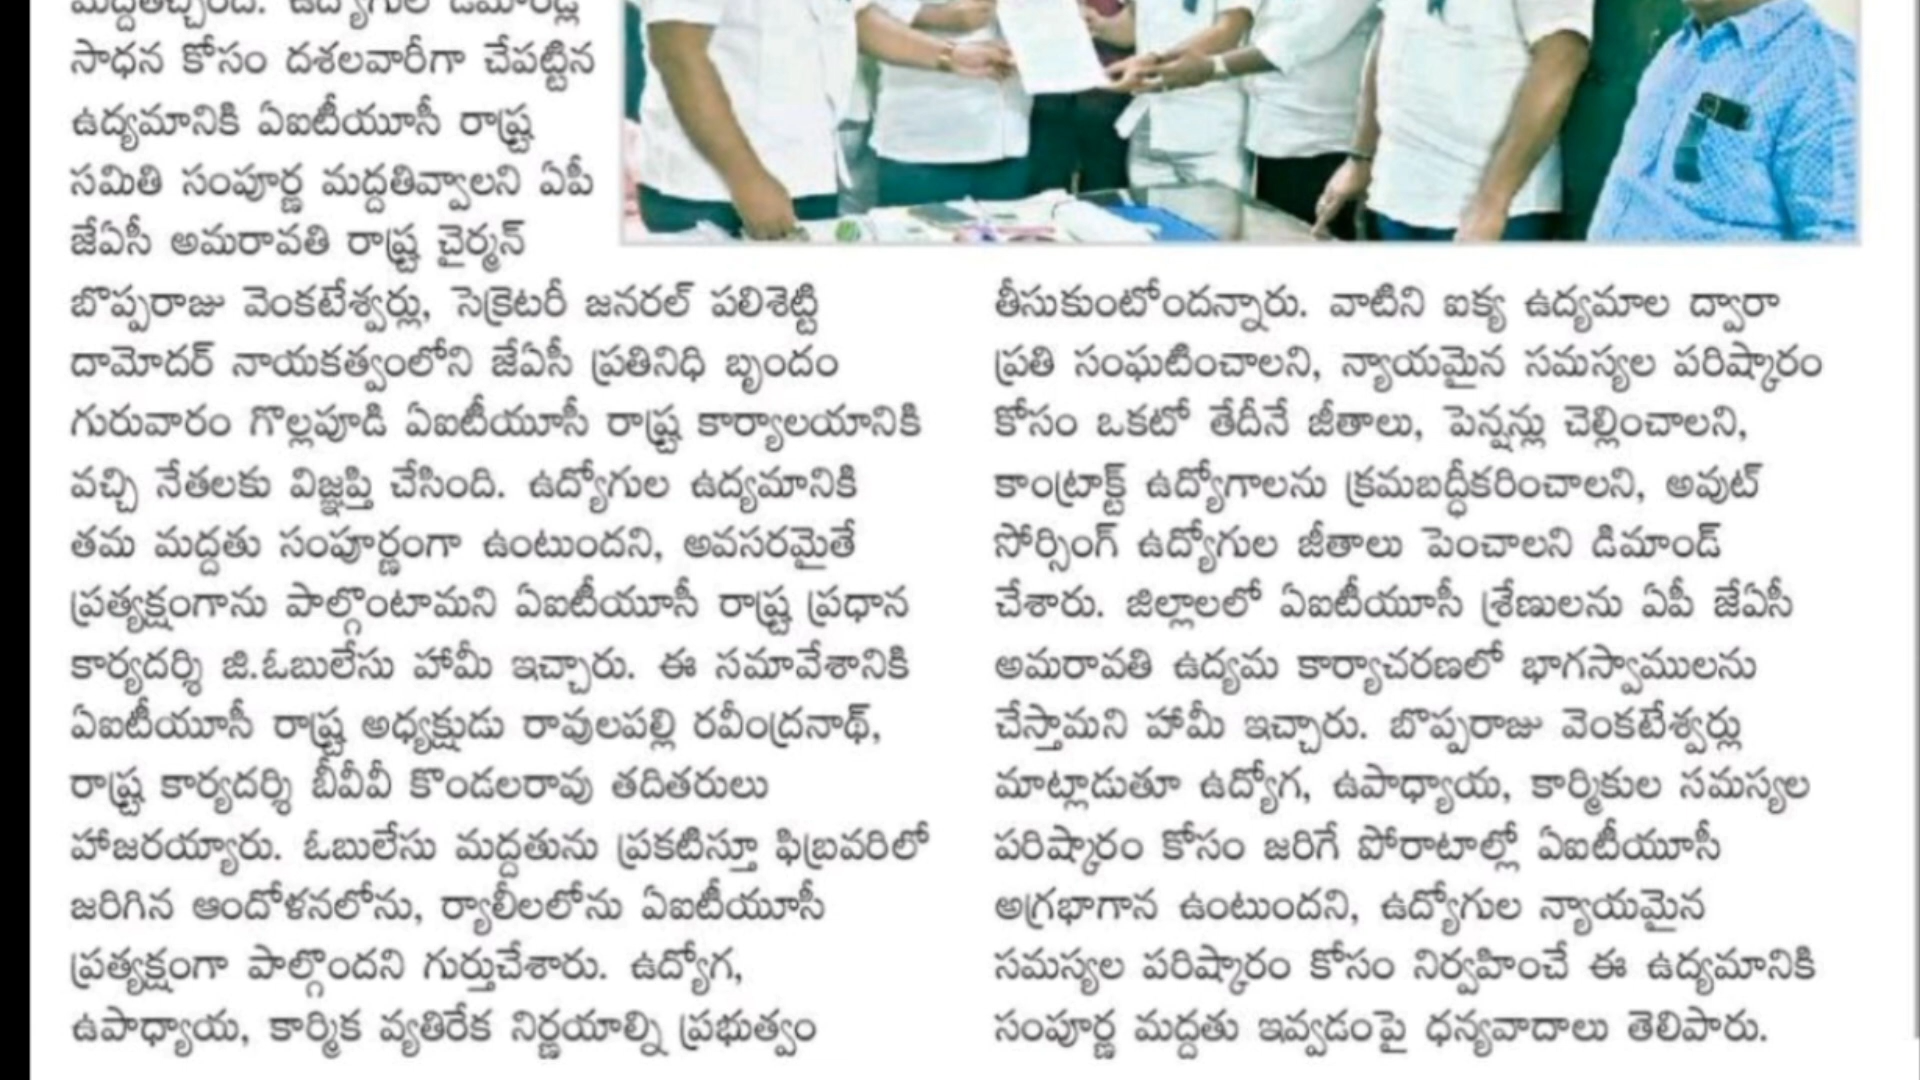 మద్దతిచ్చింది. ఉద్యోగుల డిమాండ్ల
సాధన కోసం దశలవారీగా చేపట్టిన
ఉద్యమానికి ఏఐటీయూసీ రాష్ట్ర
సమితి సంపూర్ణ మద్దతివ్వాలని ఏపీ
జేఏసీ అమరావతి రాష్ట్ర చైర్మన్
బొప్పరాజు వెంకటేశ్వర్లు, సెక్రెటరీ జనరల్ పలిశెట్టి
దామోదర్ నాయకత్వంలోని జేఏసీ ప్రతినిధి బృందం
గురువారం గొల్లపూడి ఏఐటీయూసీ రాష్ట్ర కార్యాలయానికి
వచ్చి నేతలకు విజ్ఞప్తి చేసింది. ఉద్యోగుల ఉద్యమానికి
తమ మద్దతు సంపూర్ణంగా ఉంటుందని, అవసరమైతే
ప్రత్యక్షంగాను పాల్గొంటామని ఏఐటీయూసీ రాష్ట్ర ప్రధాన
కార్యదర్శి జి.ఓబులేసు హామీ ఇచ్చారు. ఈ సమావేశానికి
ఏఐటీయూసీ రాష్ట్ర అధ్యక్షుడు రావులపల్లి రవీంద్రనాథ్,
రాష్ట్ర కార్యదర్శి బీవీవీ కొండలరావు తదితరులు
హాజరయ్యారు. ఓబులేసు మద్దతును ప్రకటిస్తూ ఫిబ్రవరిలో
జరిగిన ఆందోళనలోను, ర్యాలీలలోను ఏఐటీయూసీ
ప్రత్యక్షంగా పాల్గొందని గుర్తుచేశారు. ఉద్యోగ,
ఉపాధ్యాయ, కార్మిక వ్యతిరేక నిర్ణయాల్ని ప్రభుత్వం
తీసుకుంటోందన్నారు. వాటిని ఐక్య ఉద్యమాల ద్వారా
ప్రతి సంఘటించాలని, న్యాయమైన సమస్యల పరిష్కారం
కోసం ఒకటో తేదీనే జీతాలు, పెన్షన్లు చెల్లించాలని,
కాంట్రాక్ట్ ఉద్యోగాలను క్రమబద్ధీకరించాలని, అవుట్
సోర్సింగ్ ఉద్యోగుల జీతాలు పెంచాలని డిమాండ్
చేశారు. జిల్లాలలో ఏఐటీయూసీ శ్రేణులను ఏపీ జేఏసీ
అమరావతి ఉద్యమ కార్యాచరణలో భాగస్వాములను
చేస్తామని హామీ ఇచ్చారు. బొప్పరాజు వెంకటేశ్వర్లు
మాట్లాడుతూ ఉద్యోగ, ఉపాధ్యాయ, కార్మికుల సమస్యల
పరిష్కారం కోసం జరిగే పోరాటాల్లో ఏఐటీయూసీ
అగ్రభాగాన ఉంటుందని, ఉద్యోగుల న్యాయమైన
సమస్యల పరిష్కారం కోసం నిర్వహించే ఈ ఉద్యమానికి
సంపూర్ణ మద్దతు ఇవ్వడంపై ధన్యవాదాలు తెలిపారు.